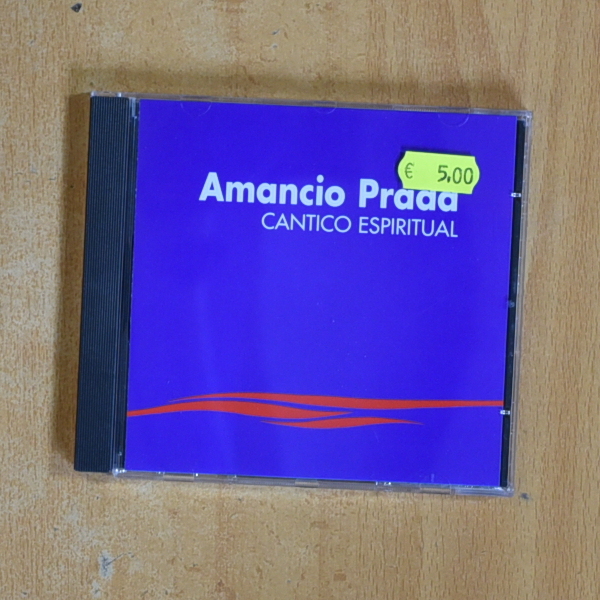 € 5,00
Amancio Prada
CANTICO ESPIRITUAL